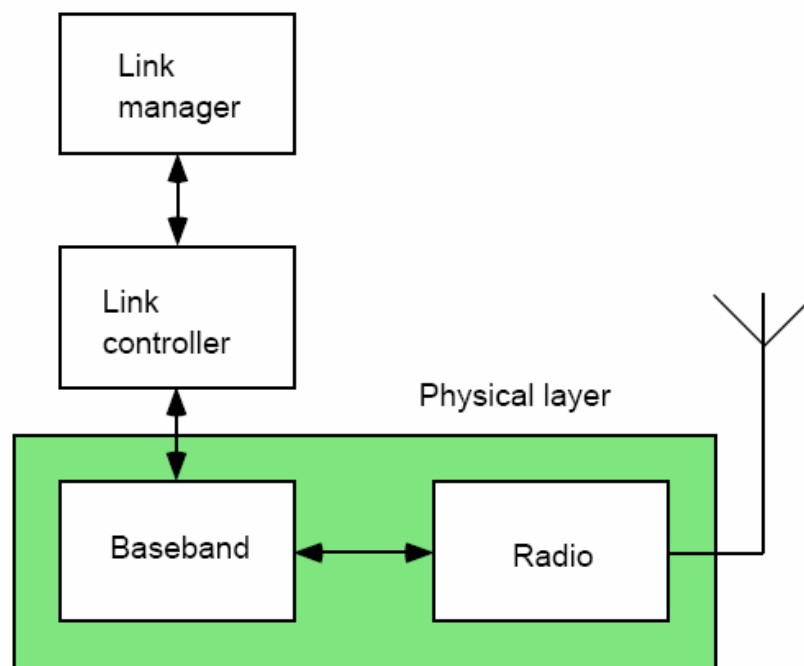 Link
manager
Link
controller
Physical layer
Baseband
Radio